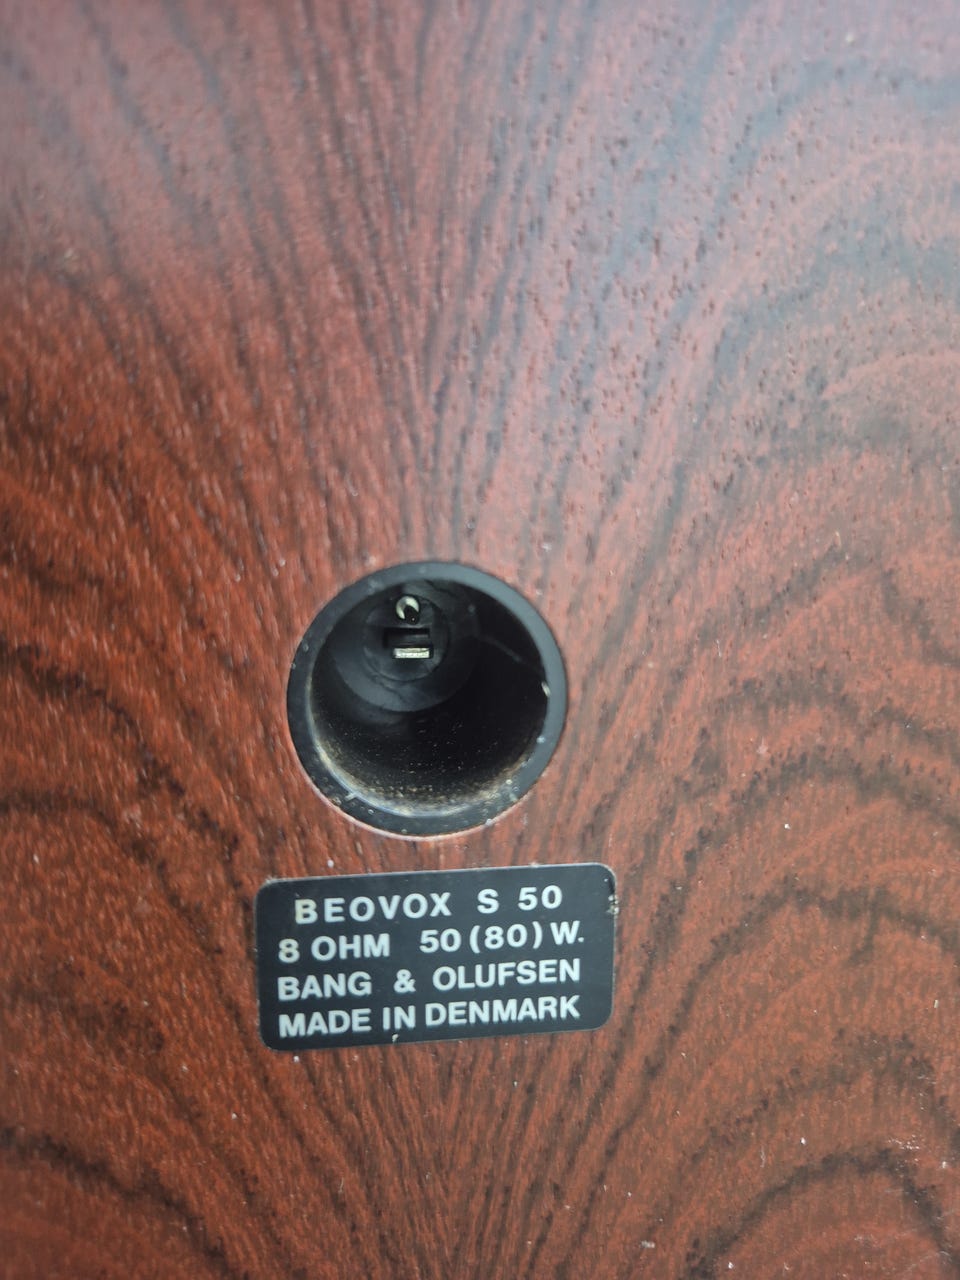 BEOVOX S 50
8 OHM 50 (80) W.
BANG & OLUFSEN
MADE IN DENMARK